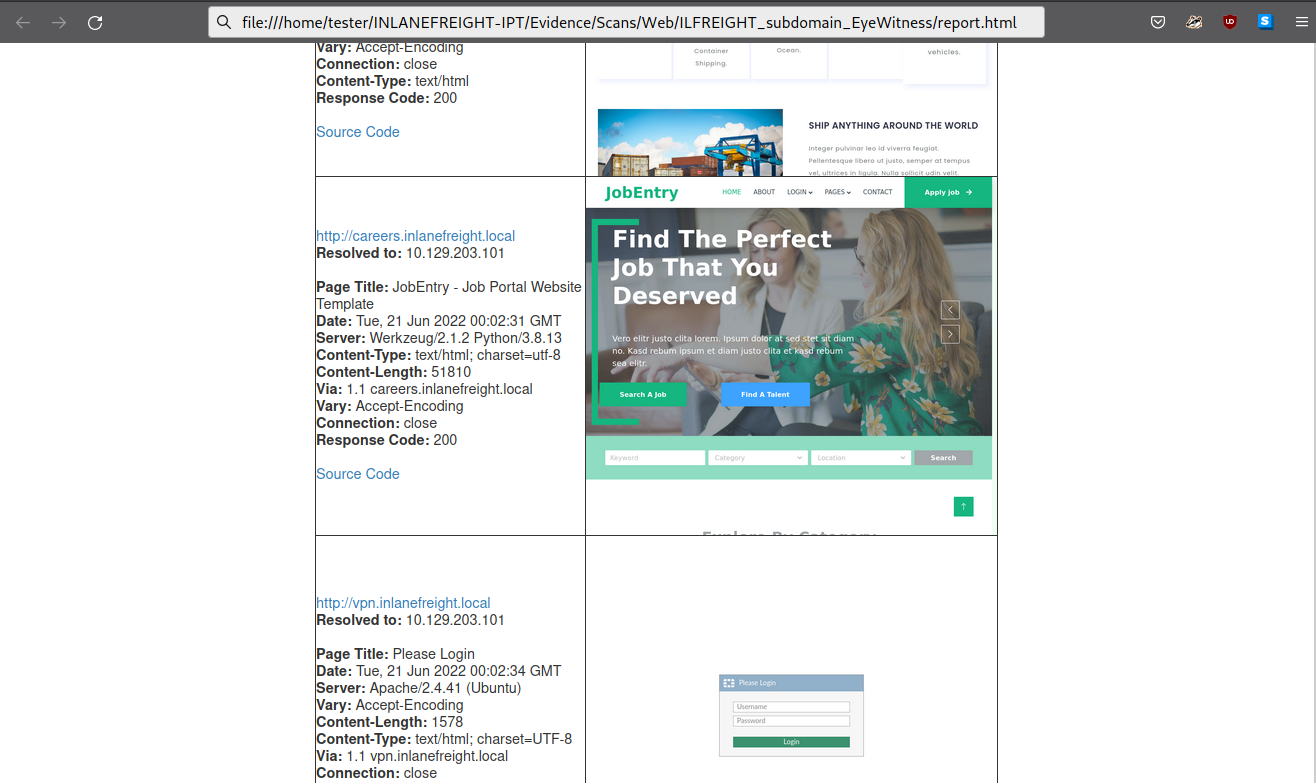 file:///home/tester/INLANEFREIGHT-IPT/Evidence/Scans/Web/ILFREIGHT_subdomain_EyeWitness/report.html
Vary: Accept-Encoding
Connection: close
Content-Type: text/html
Response Code: 200
Source Code
Container
Shipping.
Ocean.
vehicles.
SHIP ANYTHING AROUND THE WORLD
Integer pulvinar leo id viverra feugiat.
Pellentesque libero ut justo, semper at tempus
vel, ultrices in ligula. Nulla sollicit udin velit.
http://careers.inlanefreight.local
Resolved to: 10.129.203.101
Page Title: JobEntry - Job Portal Website
Template
Date: Tue, 21 Jun 2022 00:02:31 GMT
Server: Werkzeug/2.1.2 Python/3.8.13
Content-Type: text/html; charset=utf-8
Content-Length: 51810
Via: 1.1 careers.inlanefreight.local
Vary: Accept-Encoding
Connection: close
Response Code: 200
Source Code
JobEntry
HOME ABOUT LOGIN PAGES CONTACT Apply Job →
Find The Perfect
Job That You
Deserved
Vero elitr justo clita lorem. Ipsum dolor at sed stet sit diam
no. Kasd rebum ipsum et diam justo clita et kasd rebum
sea elitr.
Search A Job Find A Talent
Keyword Category Location Search
Explore By Category
http://vpn.inlanefreight.local
Resolved to: 10.129.203.101
Page Title: Please Login
Date: Tue, 21 Jun 2022 00:02:34 GMT
Server: Apache/2.4.41 (Ubuntu)
Vary: Accept-Encoding
Content-Length: 1578
Content-Type: text/html; charset=UTF-8
Via: 1.1 vpn.inlanefreight.local
Connection: close
Please Login
Username
Password
Login